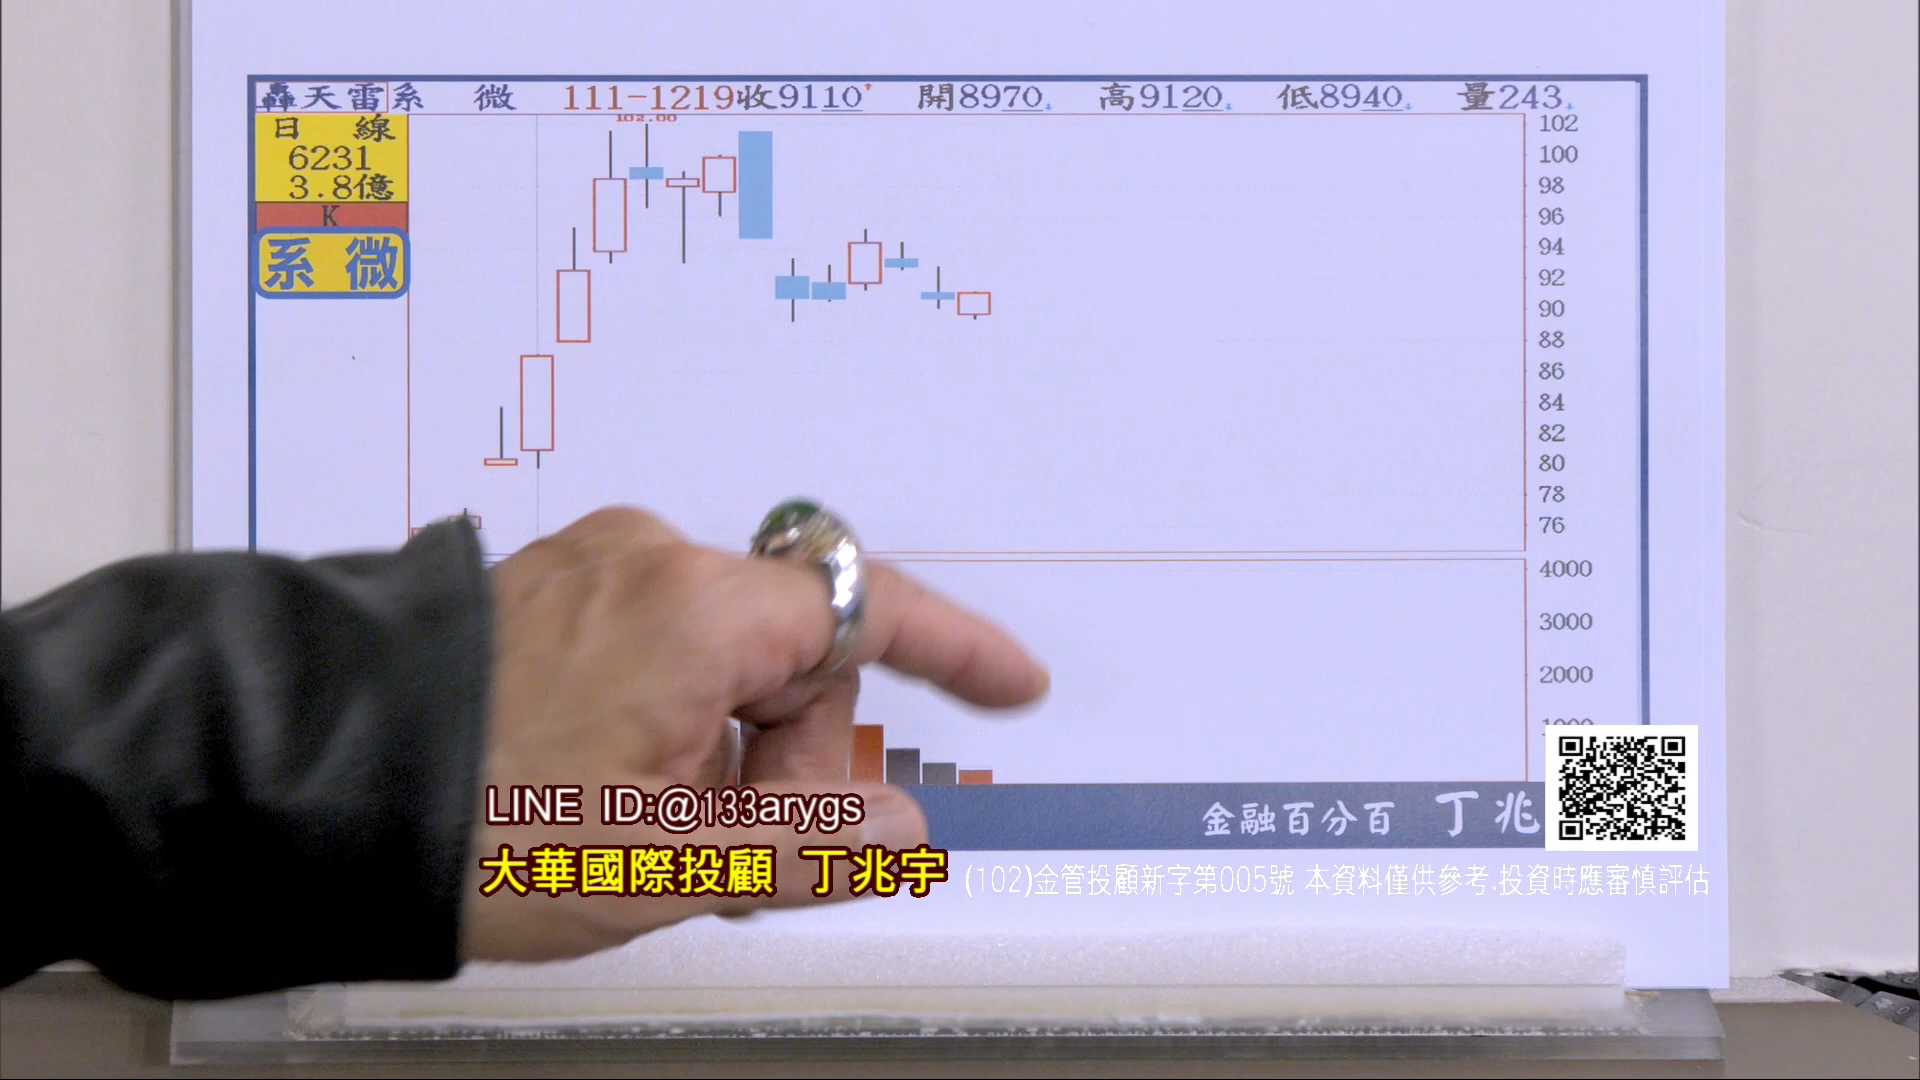 轟天雷系 微 111-1219收9110 開8970 高9120 低8940 量243
日 線
6231
3.8億
K
系 微
102.00
102
100
98
96
94
92
90
88
86
84
82
80
78
76
4000
3000
2000
1000
金融百分百 丁兆
LINE ID:@133arygs
大華國際投顧 丁兆宇 (102)金管投顧新字第005號 本資料僅供參考.投資時應審慎評估